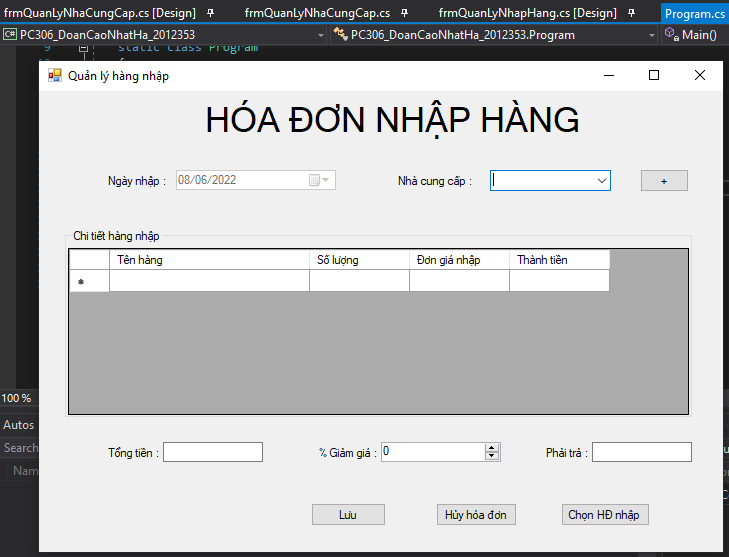 frmQuanLyNhaCungCap.cs [Design] frmQuanLyNhaCungCap.cs frmQuanLyNhapHang.cs [Design] Program.cs
C# PC306_DoanCaoNhatHa_2012353 PC306_DoanCaoNhatHa_2012353.Program Main()
9 static class Program
Quản lý hàng nhập
HÓA ĐƠN NHẬP HÀNG
Ngày nhập : 08/06/2022 Nhà cung cấp : +
Chi tiết hàng nhập
Tên hàng Số lượng Đơn giá nhập Thành tiền
100 %
Autos
Tổng tiền : % Giảm giá : 0 Phải trả :
Search
Nam
Lưu Hủy hóa đơn Chọn HĐ nhập